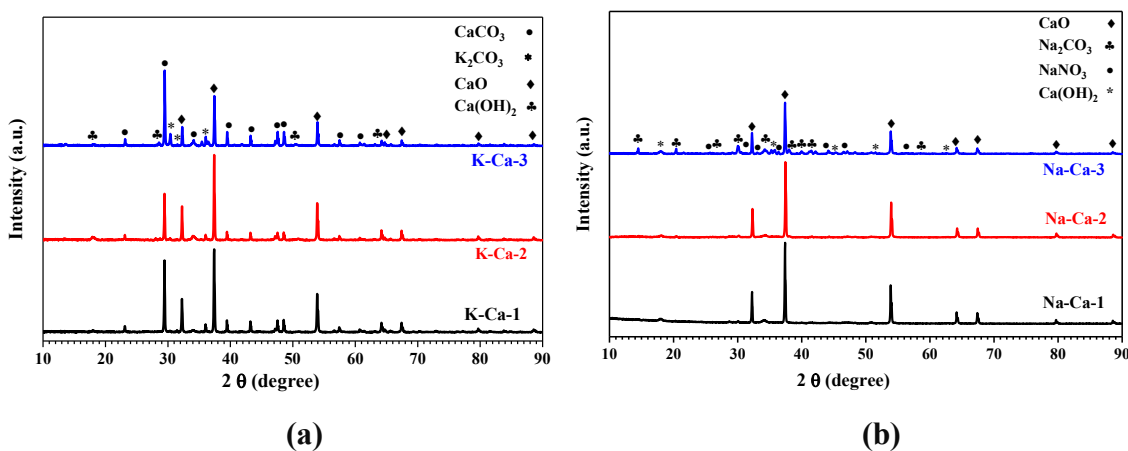 CaCO₃ ●
K₂CO₃ ✱
CaO ♦
Ca(OH)₂ ♣
K-Ca-3
K-Ca-2
K-Ca-1
Intensity (a.u.)
10 20 30 40 50 60 70 80 90
2 θ (degree)
(a)
CaO ♦
Na₂CO₃ ♣
NaNO₃ ●
Ca(OH)₂ *
Na-Ca-3
Na-Ca-2
Na-Ca-1
Intensity (a.u.)
10 20 30 40 50 60 70 80 90
2 θ (degree)
(b)